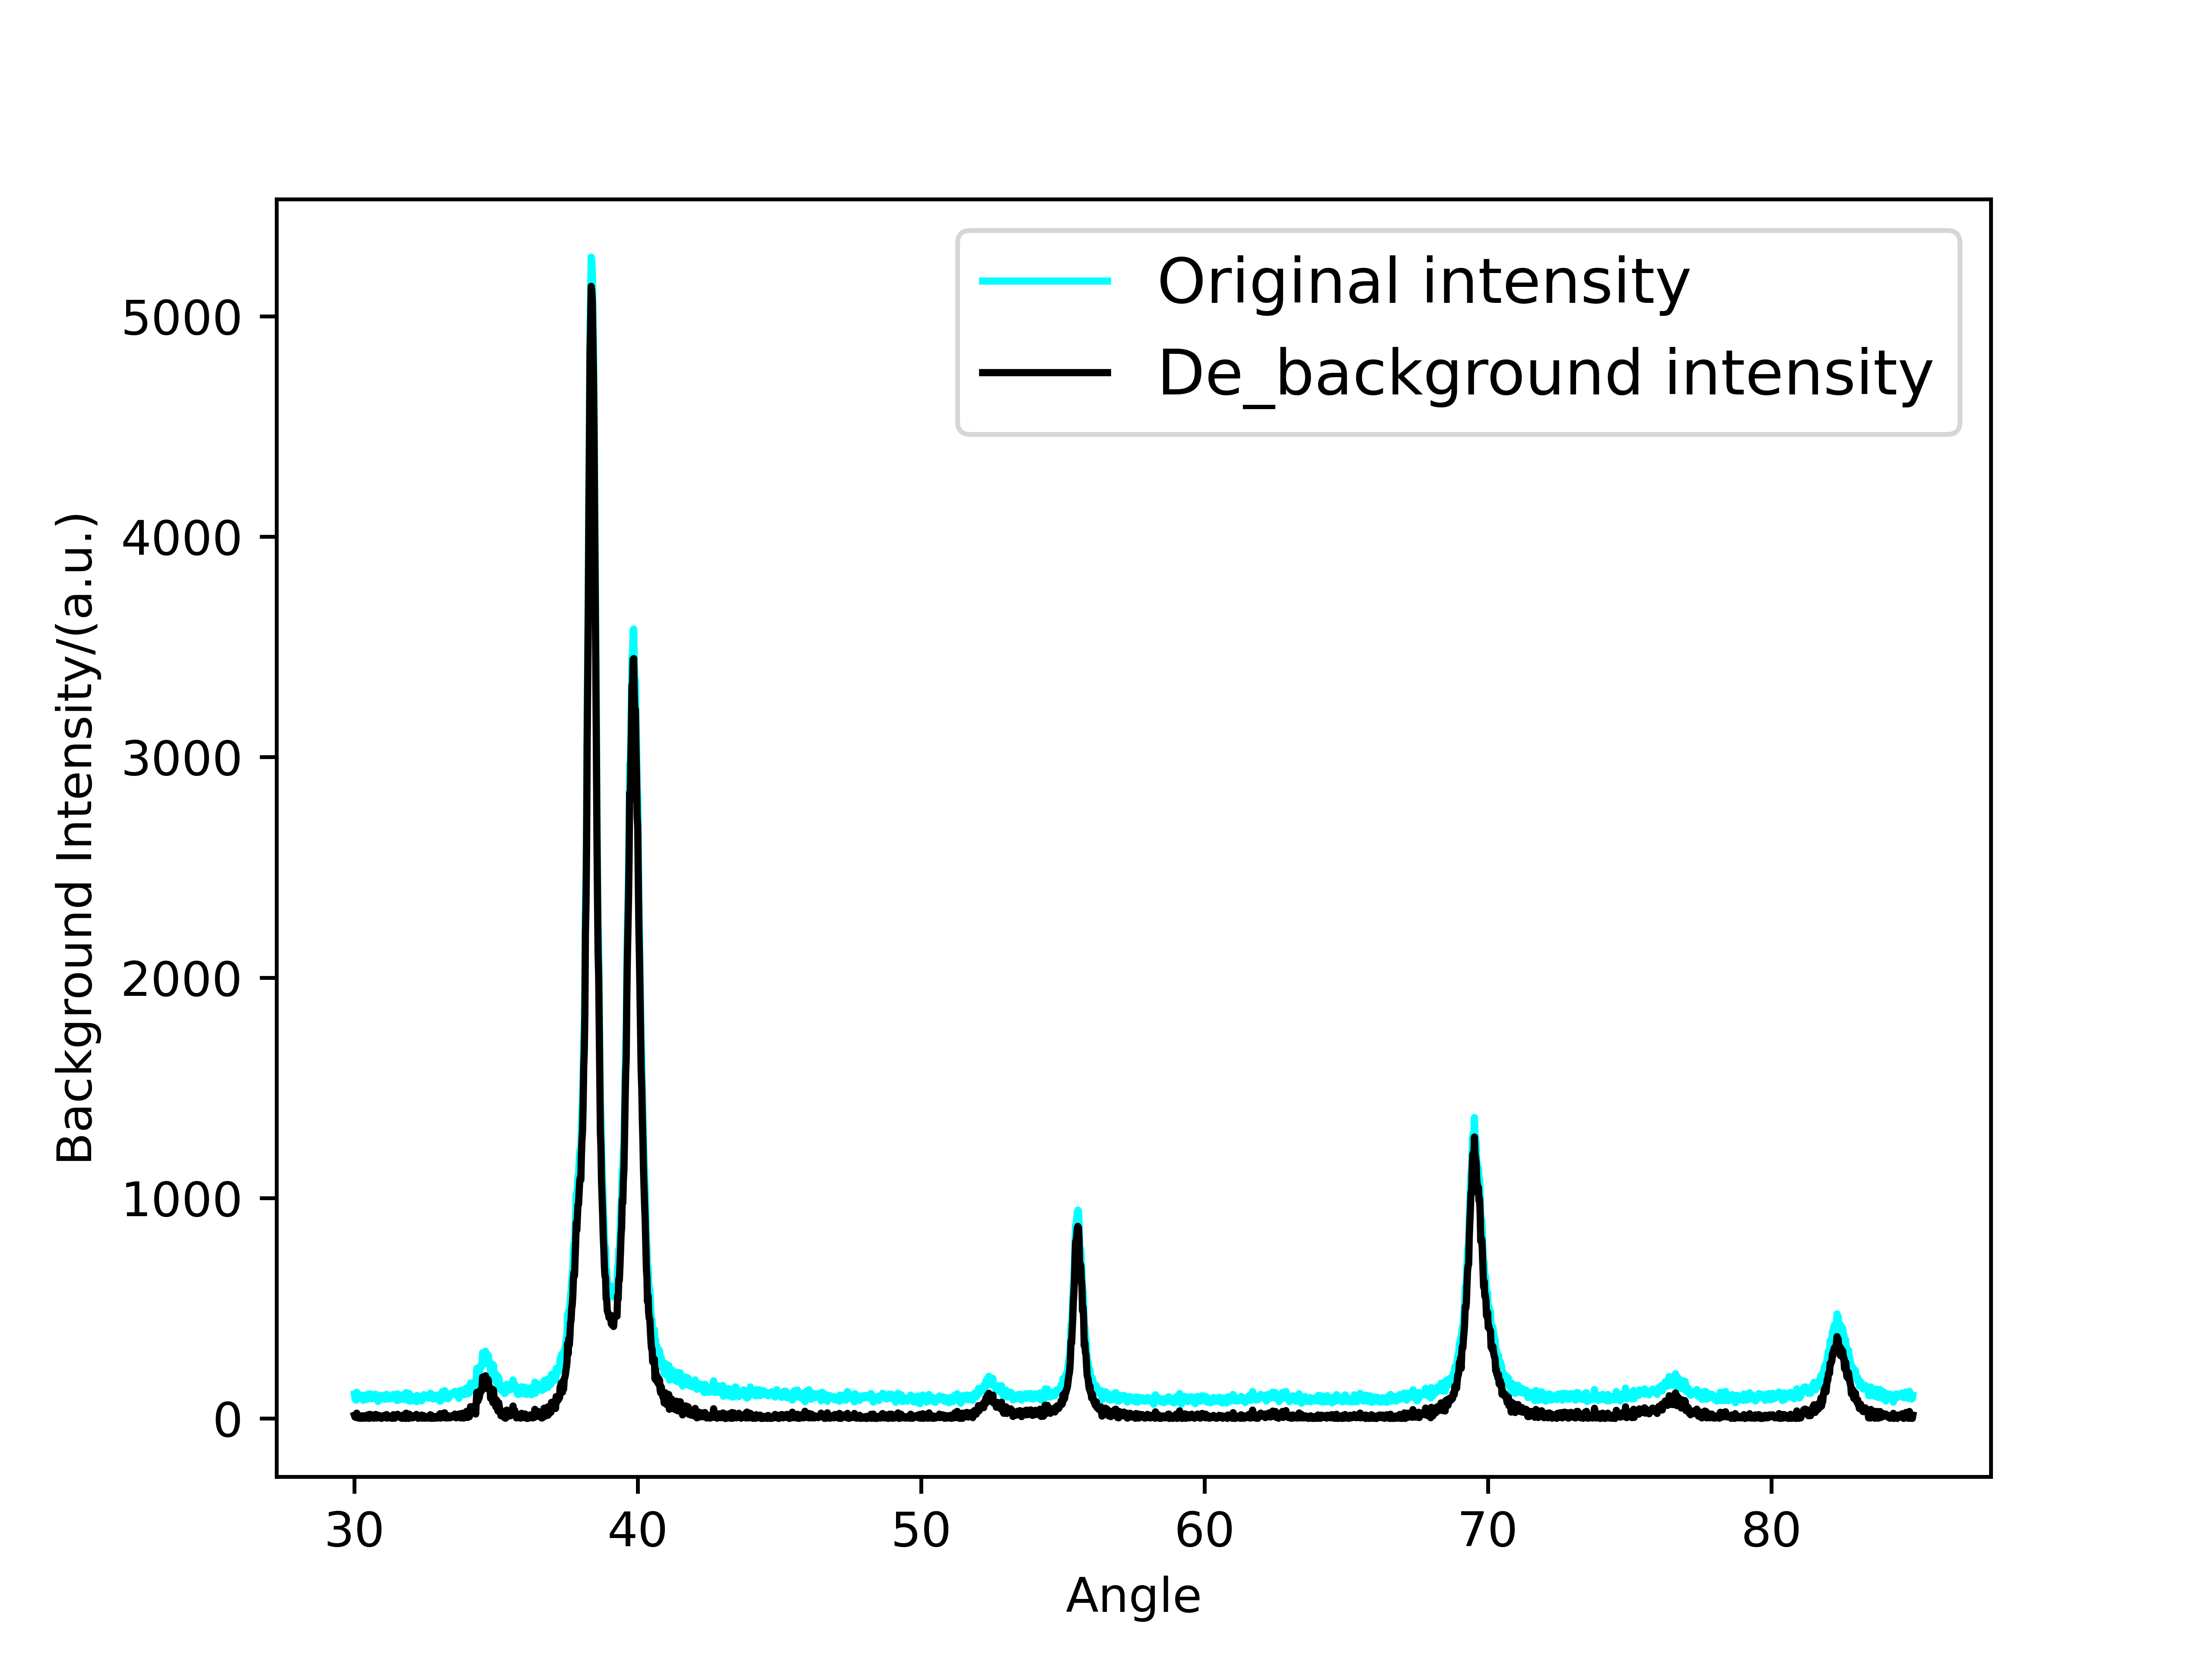 Original intensity
De_background intensity
5000
4000
3000
2000
1000
0
Background Intensity/(a.u.)
30 40 50 60 70 80
Angle